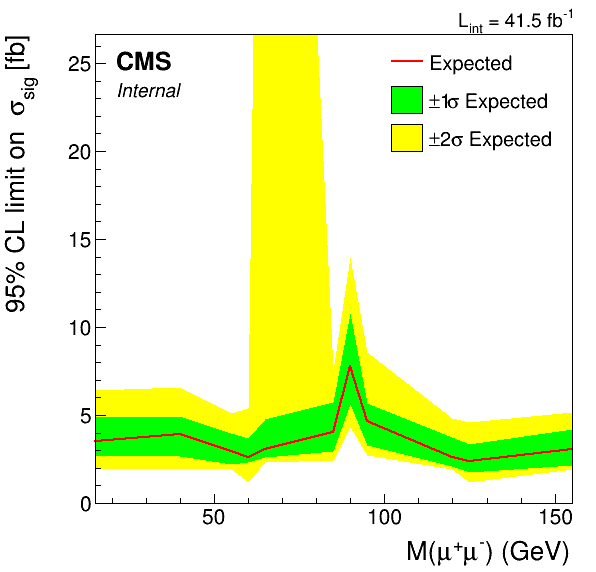 L_int = 41.5 fb⁻¹
95% CL limit on σ_sig [fb]
CMS
Internal
Expected
±1σ Expected
±2σ Expected
25
20
15
10
5
0
50
100
150
M(μ⁺μ⁻) (GeV)